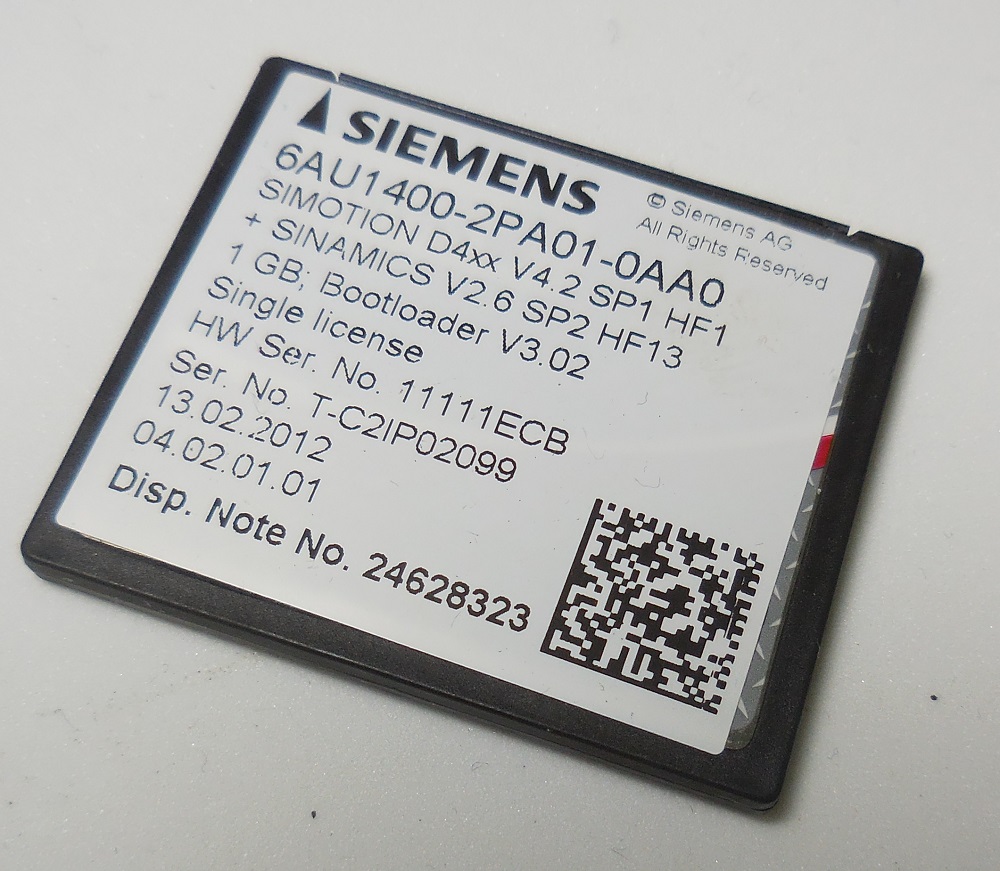 SIEMENS
© Siemens AG
All Rights Reserved
6AU1400-2PA01-0AA0
SIMOTION D4xx V4.2 SP1 HF1
+ SINAMICS V2.6 SP2 HF13
1 GB; Bootloader V3.02
Single license
HW Ser. No. 11111ECB
Ser. No. T-C2IP02099
13.02.2012
04.02.01.01
Disp. Note No. 24628323